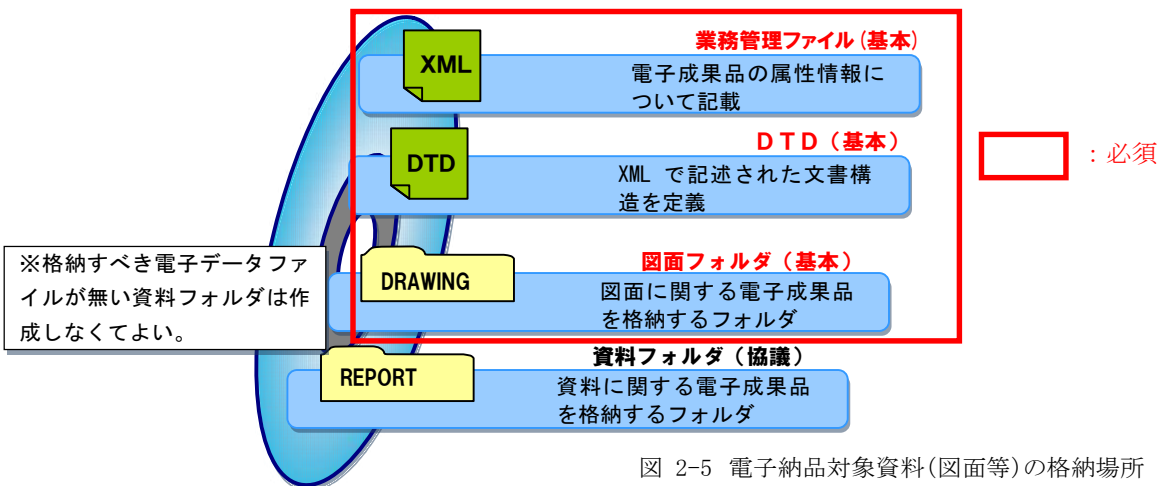 業務管理ファイル(基本)
XML
電子成果品の属性情報に
ついて記載
DTD(基本)
DTD
XML で記述された文書構
造を定義
:必須
図面フォルダ(基本)
DRAWING
図面に関する電子成果品
を格納するフォルダ
※格納すべき電子データファ
イルが無い資料フォルダは作
成しなくてよい。
資料フォルダ(協議)
REPORT
資料に関する電子成果品
を格納するフォルダ
図 2-5 電子納品対象資料(図面等)の格納場所